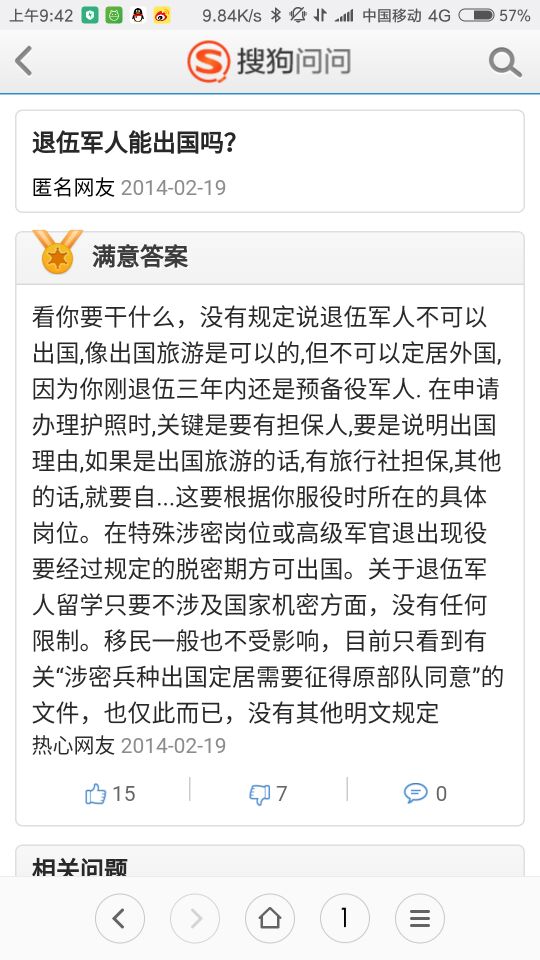 上午9:42 9.84K/s 中国移动 4G 57%
搜狗问问
退伍军人能出国吗?
匿名网友 2014-02-19
满意答案
看你要干什么，没有规定说退伍军人不可以
出国,像出国旅游是可以的,但不可以定居外国,
因为你刚退伍三年内还是预备役军人. 在申请
办理护照时,关键是要有担保人,要是说明出国
理由,如果是出国旅游的话,有旅行社担保,其他
的话,就要自...这要根据你服役时所在的具体
岗位。在特殊涉密岗位或高级军官退出现役
要经过规定的脱密期方可出国。关于退伍军
人留学只要不涉及国家机密方面，没有任何
限制。移民一般也不受影响，目前只看到有
关“涉密兵种出国定居需要征得原部队同意”的
文件，也仅此而已，没有其他明文规定
热心网友 2014-02-19
15 7 0
相关问题
1